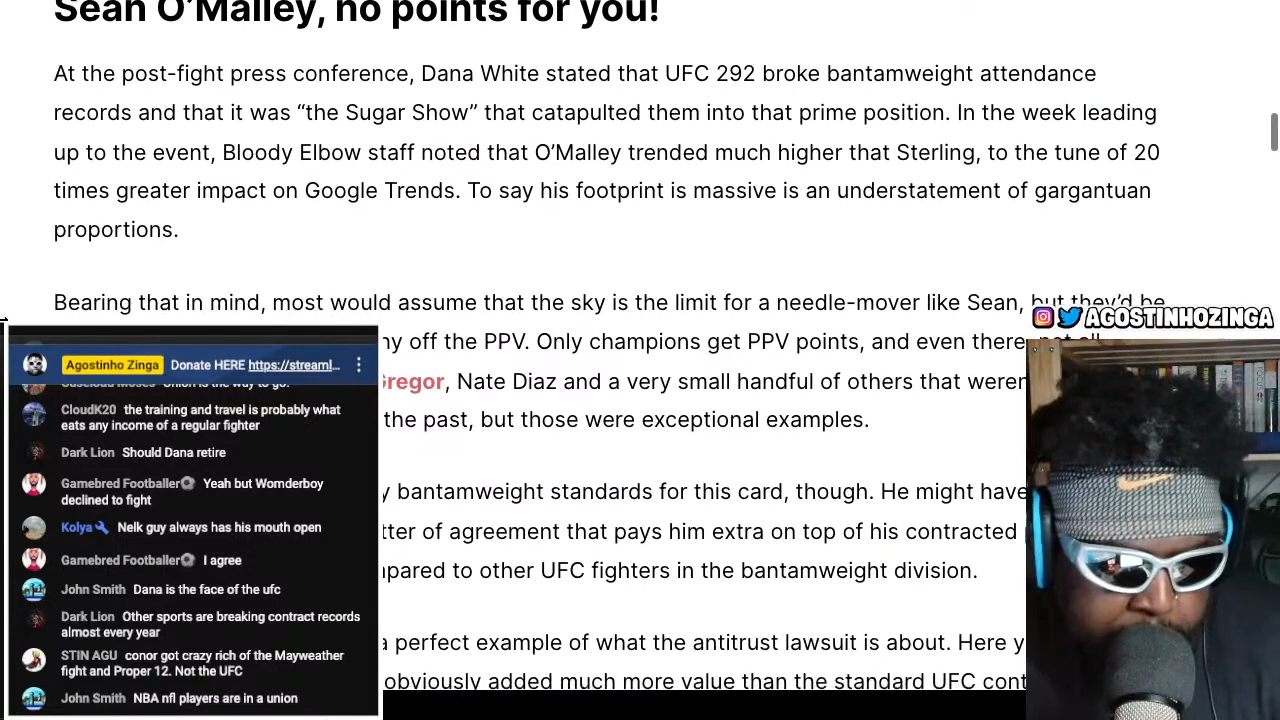 Sean O’Malley, no points for you!
At the post-fight press conference, Dana White stated that UFC 292 broke bantamweight attendance
records and that it was “the Sugar Show” that catapulted them into that prime position. In the week leading
up to the event, Bloody Elbow staff noted that O’Malley trended much higher that Sterling, to the tune of 20
times greater impact on Google Trends. To say his footprint is massive is an understatement of gargantuan
proportions.
Bearing that in mind, most would assume that the sky is the limit for a needle-mover like Sean, but they’d be
off the PPV. Only champions get PPV points, and even there, not all
Gregor, Nate Diaz and a very small handful of others that weren
the past, but those were exceptional examples.
y bantamweight standards for this card, though. He might have
tter of agreement that pays him extra on top of his contracted
pared to other UFC fighters in the bantamweight division.
a perfect example of what the antitrust lawsuit is about. Here y
obviously added much more value than the standard UFC cont
AGOSTINHOZINGA
Agostinho Zinga Donate HERE https://streaml...
Union is the way to go.
CloudK20 the training and travel is probably what
eats any income of a regular fighter
Dark Lion Should Dana retire
Gamebred Footballer Yeah but Womderboy
declined to fight
Kolya Nelk guy always has his mouth open
Gamebred Footballer I agree
John Smith Dana is the face of the ufc
Dark Lion Other sports are breaking contract records
almost every year
STIN AGU conor got crazy rich of the Mayweather
fight and Proper 12. Not the UFC
John Smith NBA nfl players are in a union